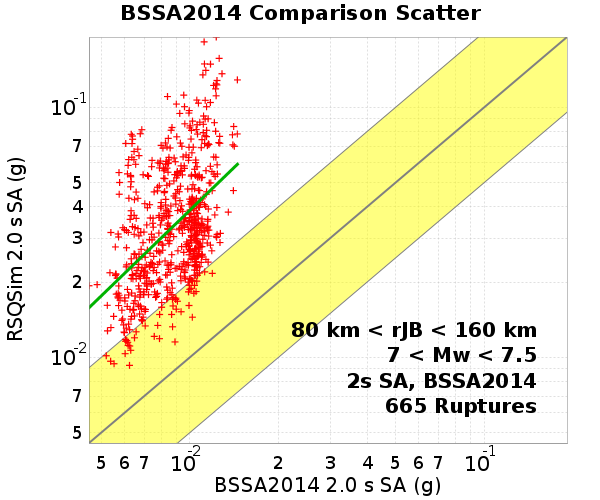 BSSA2014 Comparison Scatter
RSQSim 2.0 s SA (g)
10-1
7
5
4
3
2
10-2
7
5
80 km < rJB < 160 km
7 < Mw < 7.5
2s SA, BSSA2014
665 Ruptures
5 6 7 10-2 2 3 4 5 6 7 10-1 2
BSSA2014 2.0 s SA (g)